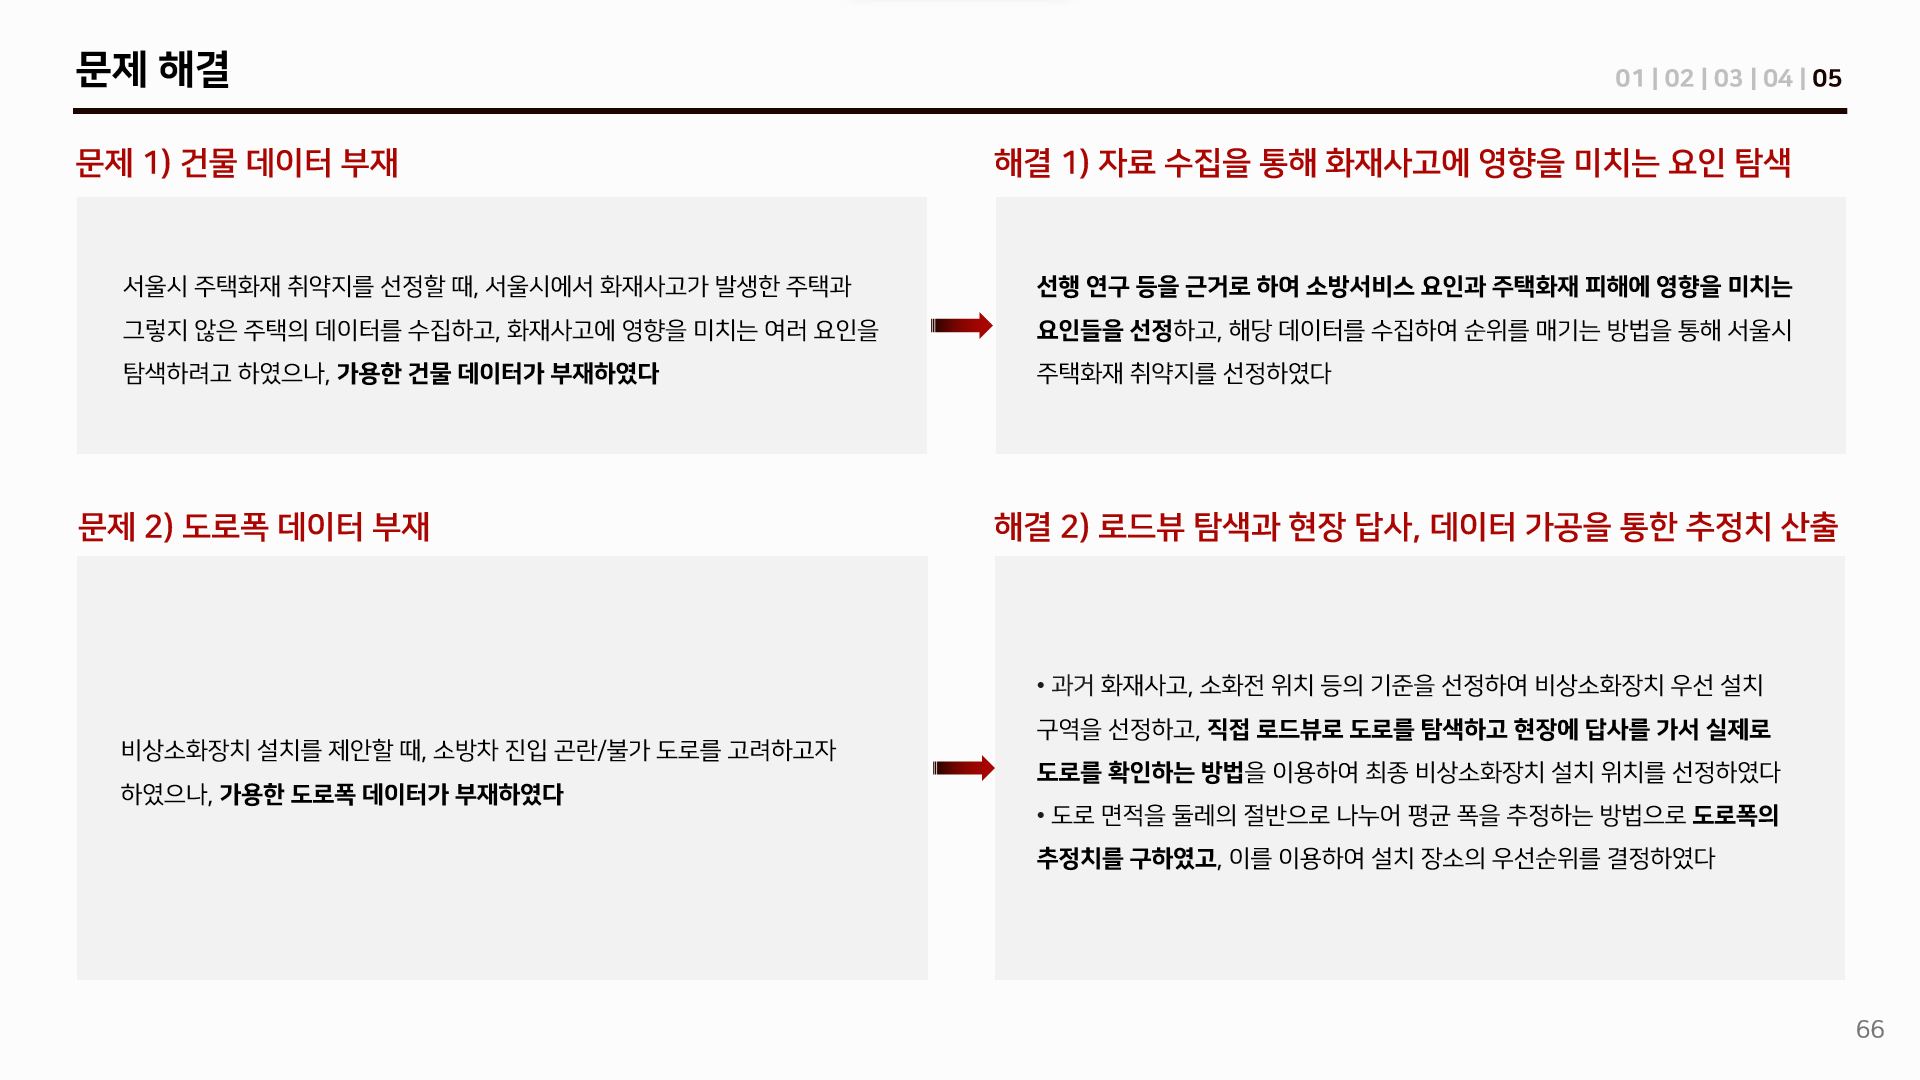 문제 해결
01 | 02 | 03 | 04 | 05
문제 1) 건물 데이터 부재
서울시 주택화재 취약지를 선정할 때, 서울시에서 화재사고가 발생한 주택과
그렇지 않은 주택의 데이터를 수집하고, 화재사고에 영향을 미치는 여러 요인을
탐색하려고 하였으나, 가용한 건물 데이터가 부재하였다
해결 1) 자료 수집을 통해 화재사고에 영향을 미치는 요인 탐색
선행 연구 등을 근거로 하여 소방서비스 요인과 주택화재 피해에 영향을 미치는
요인들을 선정하고, 해당 데이터를 수집하여 순위를 매기는 방법을 통해 서울시
주택화재 취약지를 선정하였다
문제 2) 도로폭 데이터 부재
비상소화장치 설치를 제안할 때, 소방차 진입 곤란/불가 도로를 고려하고자
하였으나, 가용한 도로폭 데이터가 부재하였다
해결 2) 로드뷰 탐색과 현장 답사, 데이터 가공을 통한 추정치 산출
• 과거 화재사고, 소화전 위치 등의 기준을 선정하여 비상소화장치 우선 설치
구역을 선정하고, 직접 로드뷰로 도로를 탐색하고 현장에 답사를 가서 실제로
도로를 확인하는 방법을 이용하여 최종 비상소화장치 설치 위치를 선정하였다
• 도로 면적을 둘레의 절반으로 나누어 평균 폭을 추정하는 방법으로 도로폭의
추정치를 구하였고, 이를 이용하여 설치 장소의 우선순위를 결정하였다
66